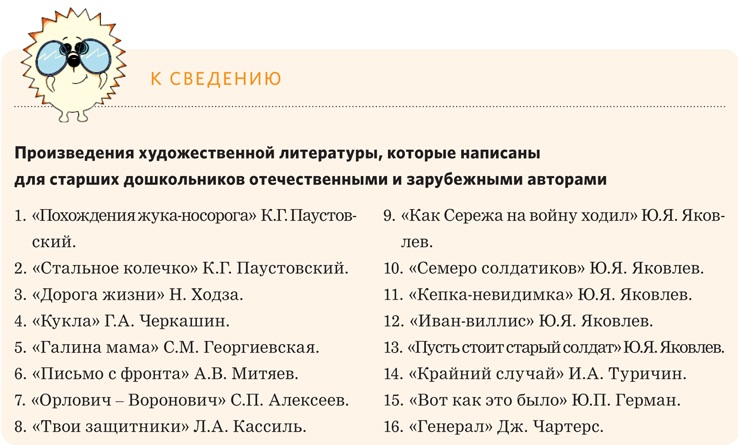 К СВЕДЕНИЮ
Произведения художественной литературы, которые написаны
для старших дошкольников отечественными и зарубежными авторами
1. «Похождения жука-носорога» К.Г. Паустов-
ский.
2. «Стальное колечко» К.Г. Паустовский.
3. «Дорога жизни» Н. Ходза.
4. «Кукла» Г.А. Черкашин.
5. «Галина мама» С.М. Георгиевская.
6. «Письмо с фронта» А.В. Митяев.
7. «Орлович – Воронович» С.П. Алексеев.
8. «Твои защитники» Л.А. Кассиль.
9. «Как Сережа на войну ходил» Ю.Я. Яков-
лев.
10. «Семеро солдатиков» Ю.Я. Яковлев.
11. «Кепка-невидимка» Ю.Я. Яковлев.
12. «Иван-виллис» Ю.Я. Яковлев.
13. «Пусть стоит старый солдат» Ю.Я. Яковлев.
14. «Крайний случай» И.А. Туричин.
15. «Вот как это было» Ю.П. Герман.
16. «Генерал» Дж. Чартерс.